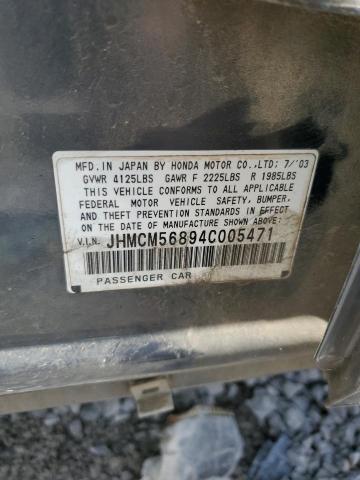 MFD.IN JAPAN BY HONDA MOTOR CO.,LTD; 7/'03
GVWR 4125LBS GAWR F 2225LBS R 1985LBS
THIS VEHICLE CONFORMS TO ALL APPLICABLE
FEDERAL MOTOR VEHICLE SAFETY, BUMPER,
AND THEFT PREVENTION STANDARDS IN EFFECT
ON THE DATE OF MANUFACTURE SHOWN ABOVE:
V.I.N. JHMCM56894C005471
PASSENGER CAR